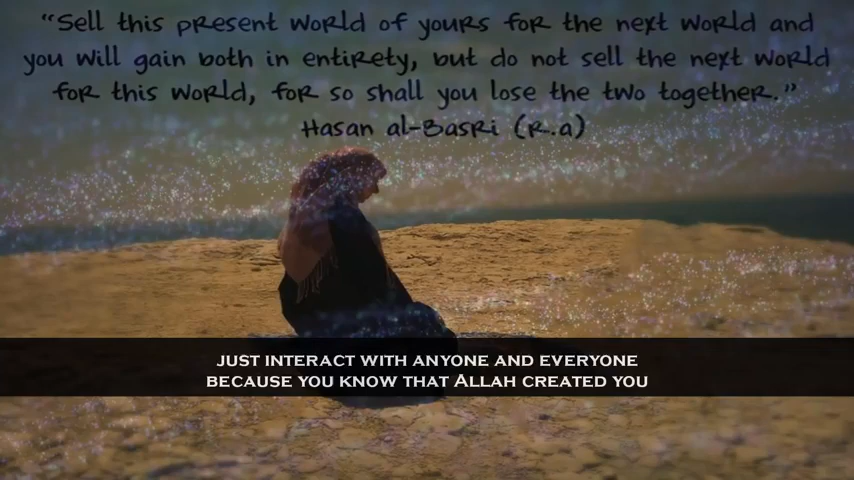 “Sell this present world of yours for the next world and
you will gain both in entirety, but do not sell the next world
for this world, for so shall you lose the two together.”
Hasan al-Basri (r.a)
JUST INTERACT WITH ANYONE AND EVERYONE
BECAUSE YOU KNOW THAT ALLAH CREATED YOU